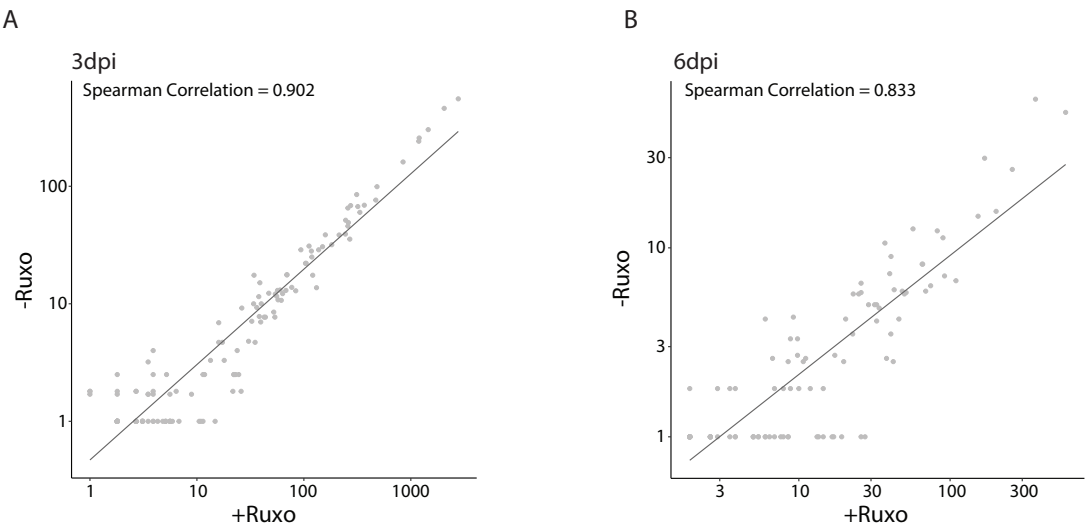 A
3dpi
Spearman Correlation = 0.902
100
10
1
-Ruxo
1 10 100 1000
+Ruxo
B
6dpi
Spearman Correlation = 0.833
30
10
3
1
-Ruxo
3 10 30 100 300
+Ruxo